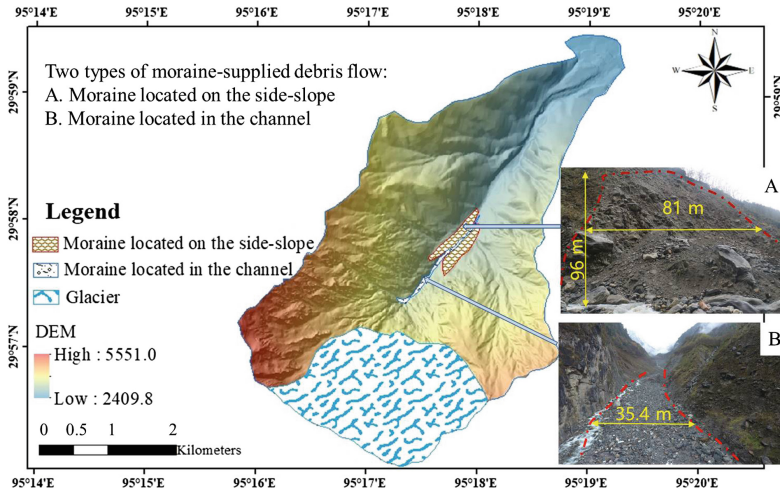 95°14′E 95°15′E 95°16′E 95°17′E 95°18′E 95°19′E 95°20′E
Two types of moraine-supplied debris flow:
A. Moraine located on the side-slope
B. Moraine located in the channel
N
W E
S
29°59′N
29°58′N
29°57′N
29°59′N
Legend
Moraine located on the side-slope
Moraine located in the channel
Glacier
DEM
High : 5551.0
Low : 2409.8
0 0.5 1 2
Kilometers
A
81 m
96 m
B
35.4 m
95°14′E 95°15′E 95°16′E 95°17′E 95°18′E 95°19′E 95°20′E